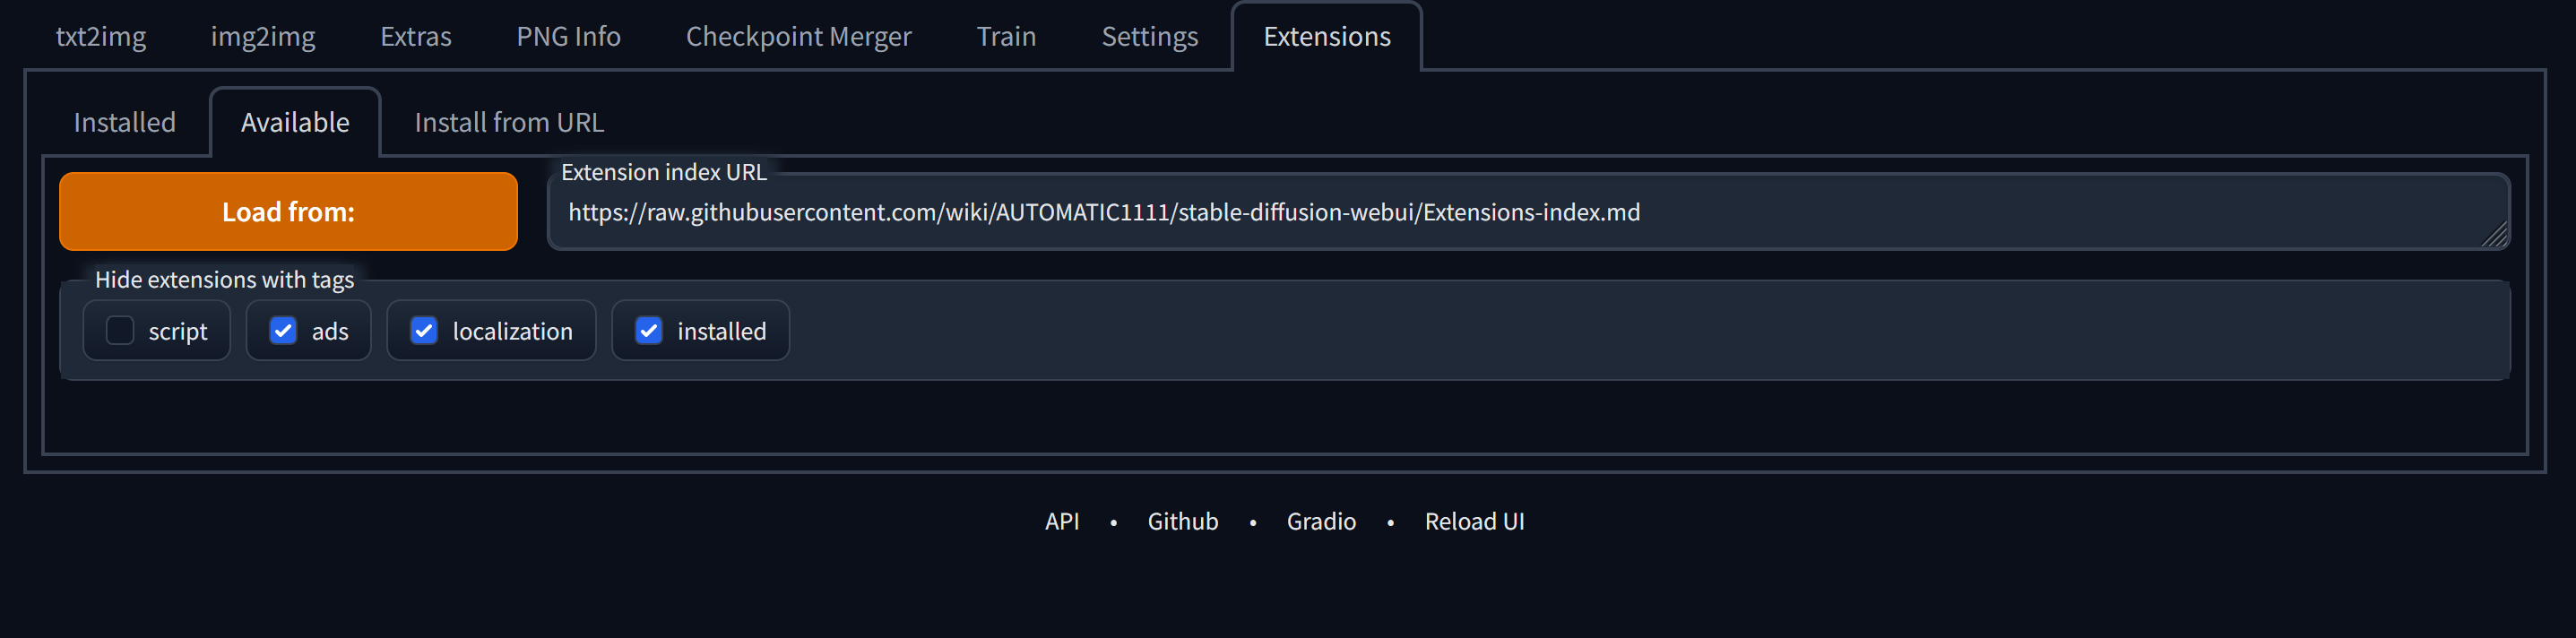 txt2img img2img Extras PNG Info Checkpoint Merger Train Settings Extensions
Installed Available Install from URL
Extension index URL
Load from: https://raw.githubusercontent.com/wiki/AUTOMATIC1111/stable-diffusion-webui/Extensions-index.md
Hide extensions with tags
script ads localization installed
API • Github • Gradio • Reload UI